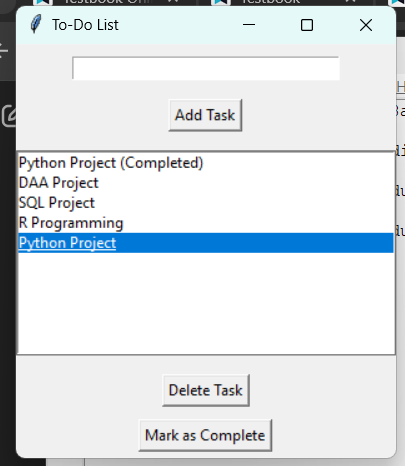 To-Do List
Add Task
Python Project (Completed)
DAA Project
SQL Project
R Programming
Python Project
Delete Task
Mark as Complete